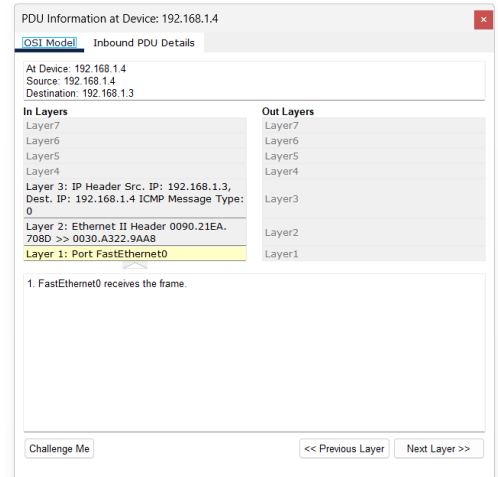 PDU Information at Device: 192.168.1.4
×
OSI Model Inbound PDU Details
At Device: 192.168.1.4
Source: 192.168.1.4
Destination: 192.168.1.3
In Layers Out Layers
Layer7 Layer7
Layer6 Layer6
Layer5 Layer5
Layer4 Layer4
Layer 3: IP Header Src. IP: 192.168.1.3,
Dest. IP: 192.168.1.4 ICMP Message Type:
0
Layer3
Layer 2: Ethernet II Header 0090.21EA.
708D >> 0030.A322.9AA8
Layer2
Layer 1: Port FastEthernet0 Layer1
1. FastEthernet0 receives the frame.
Challenge Me << Previous Layer Next Layer >>